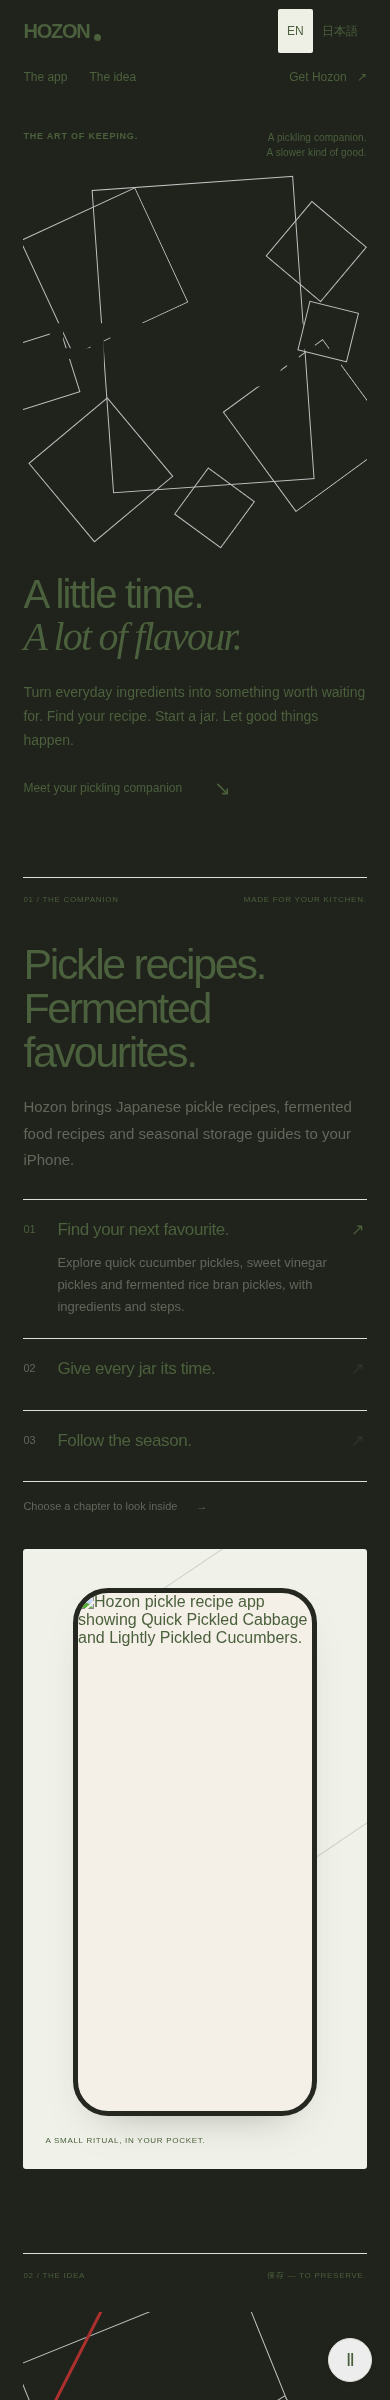 HOZON
EN 日本語
The app The idea Get Hozon ↗
THE ART OF KEEPING.
A pickling companion.
A slower kind of good.
A little time.
A lot of flavour.
Turn everyday ingredients into something worth waiting
for. Find your recipe. Start a jar. Let good things
happen.
Meet your pickling companion ↘
01 / THE COMPANION MADE FOR YOUR KITCHEN.
Pickle recipes.
Fermented
favourites.
Hozon brings Japanese pickle recipes, fermented
food recipes and seasonal storage guides to your
iPhone.
01 Find your next favourite. ↗
Explore quick cucumber pickles, sweet vinegar
pickles and fermented rice bran pickles, with
ingredients and steps.
02 Give every jar its time. ↗
03 Follow the season. ↗
Choose a chapter to look inside →
Hozon pickle recipe app
showing Quick Pickled Cabbage
and Lightly Pickled Cucumbers.
A SMALL RITUAL, IN YOUR POCKET.
02 / THE IDEA 保存 — TO PRESERVE.